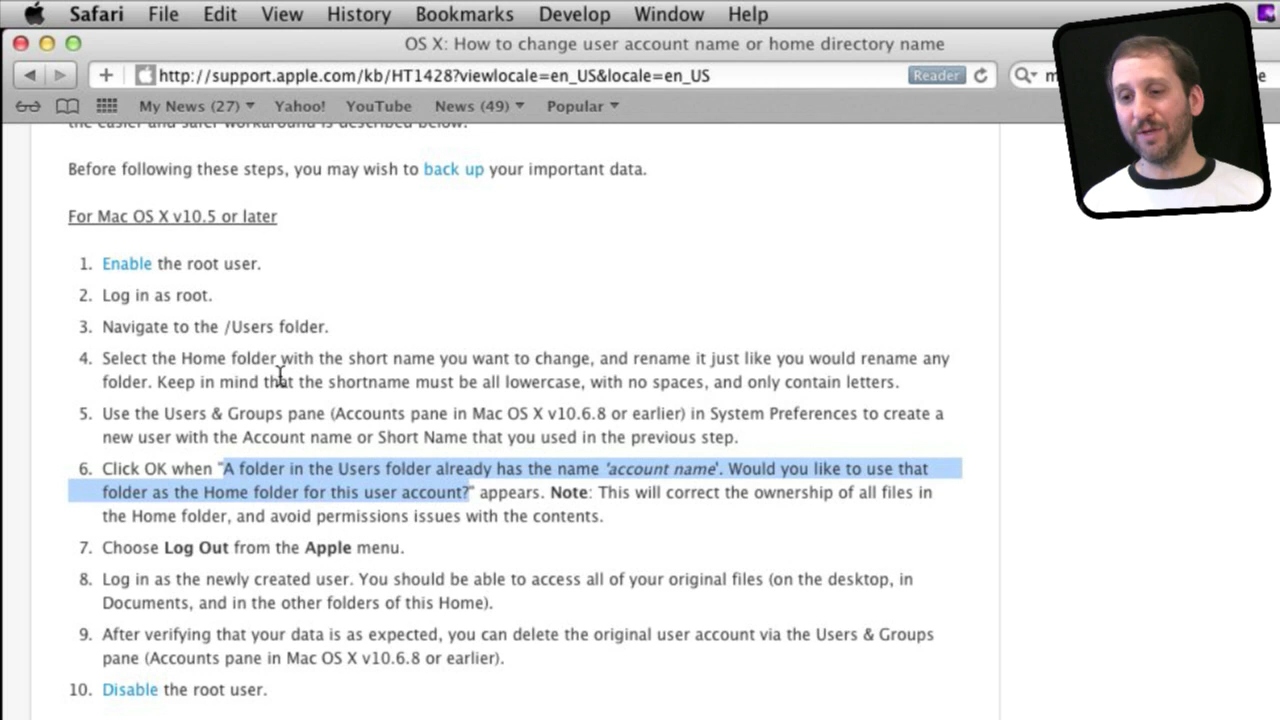 Safari File Edit View History Bookmarks Develop Window Help
OS X: How to change user account name or home directory name
http://support.apple.com/kb/HT1428?viewlocale=en_US&locale=en_US Reader
My News (27) Yahoo! YouTube News (49) Popular
the easier and safer workaround is described below.
Before following these steps, you may wish to back up your important data.
For Mac OS X v10.5 or later
1. Enable the root user.
2. Log in as root.
3. Navigate to the /Users folder.
4. Select the Home folder with the short name you want to change, and rename it just like you would rename any
folder. Keep in mind that the shortname must be all lowercase, with no spaces, and only contain letters.
5. Use the Users & Groups pane (Accounts pane in Mac OS X v10.6.8 or earlier) in System Preferences to create a
new user with the Account name or Short Name that you used in the previous step.
6. Click OK when "A folder in the Users folder already has the name 'account name'. Would you like to use that
folder as the Home folder for this user account?" appears. Note: This will correct the ownership of all files in
the Home folder, and avoid permissions issues with the contents.
7. Choose Log Out from the Apple menu.
8. Log in as the newly created user. You should be able to access all of your original files (on the desktop, in
Documents, and in the other folders of this Home).
9. After verifying that your data is as expected, you can delete the original user account via the Users & Groups
pane (Accounts pane in Mac OS X v10.6.8 or earlier).
10. Disable the root user.